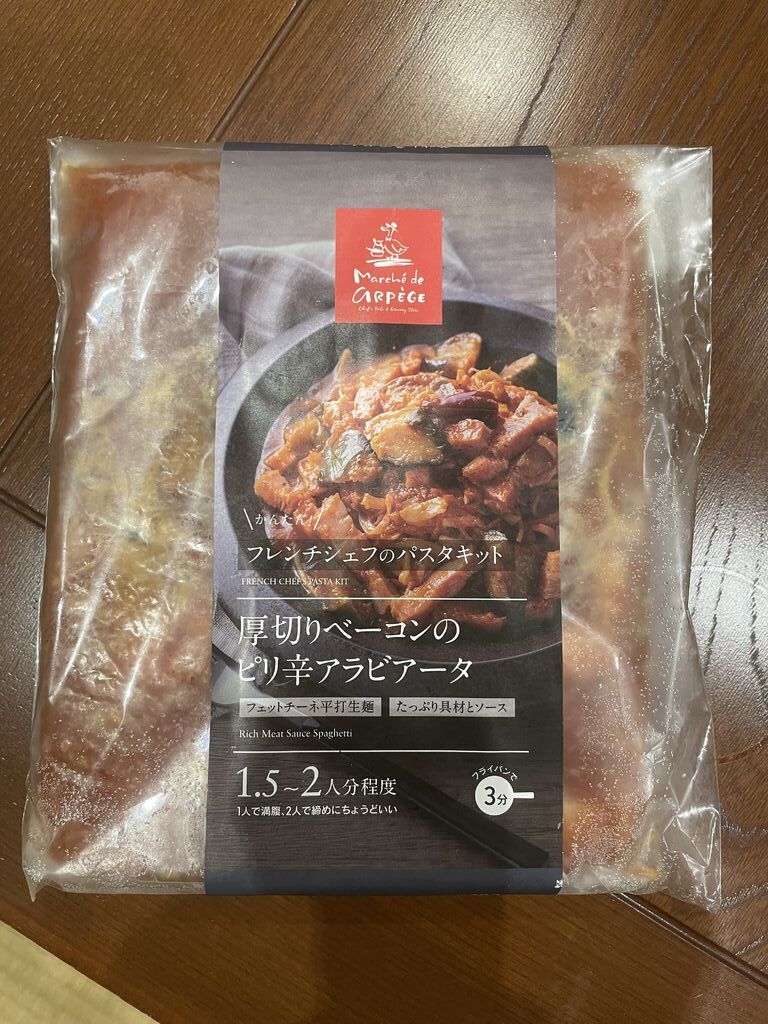 Marché de
ARPÈGE
\かんたん!/
フレンチシェフのパスタキット
FRENCH CHEFS PASTA KIT
厚切りベーコンの
ピリ辛アラビアータ
フェットチーネ平打生麺 たっぷり具材とソース
Rich Meat Sauce Spaghetti
1.5~2人分程度
1人で満腹、2人で締めにちょうどいい
フライパンで
3分